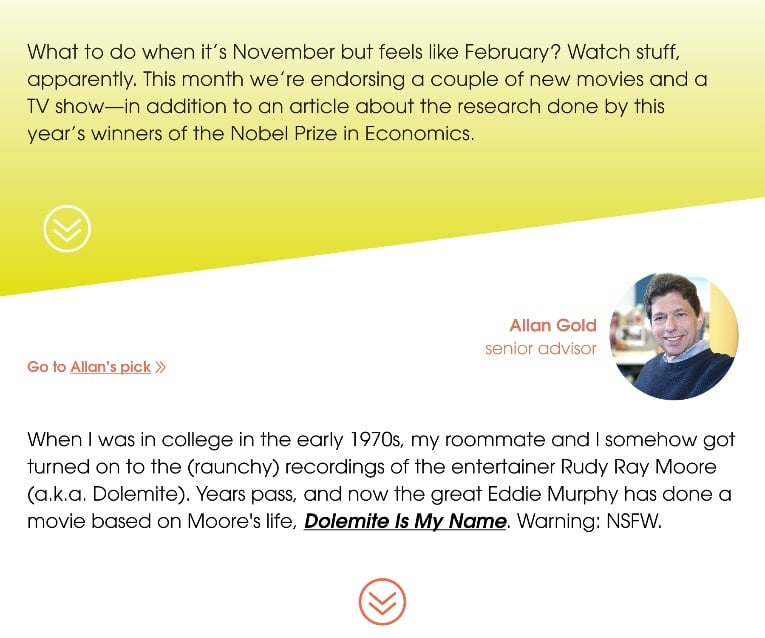 What to do when it’s November but feels like February? Watch stuff,
apparently. This month we’re endorsing a couple of new movies and a
TV show—in addition to an article about the research done by this
year’s winners of the Nobel Prize in Economics.
Allan Gold
senior advisor
Go to Allan's pick »
When I was in college in the early 1970s, my roommate and I somehow got
turned on to the (raunchy) recordings of the entertainer Rudy Ray Moore
(a.k.a. Dolemite). Years pass, and now the great Eddie Murphy has done a
movie based on Moore's life, Dolemite Is My Name. Warning: NSFW.